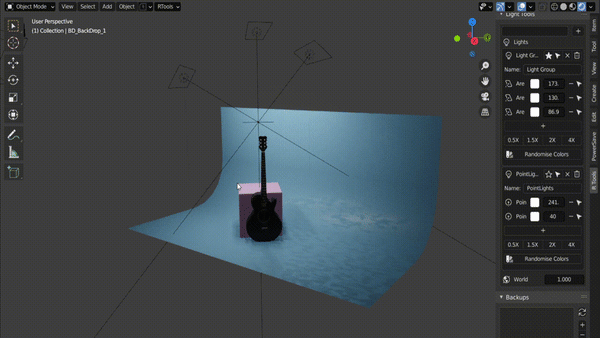 Object Mode
View
Select
Add
Object
RTools
User Perspective
(1) Collection | BD_BackDrop_1
Light Tools
Lights
Light Gr..
Name:
Light Group
Are
173.
Are
130.
Are
86.9
0.5X
1.5X
2X
4X
Randomise Colors
PointLig..
Name:
PointLights
Poin
241.
Poin
40
0.5X
1.5X
2X
4X
Randomise Colors
World
1.000
Backups
Item
Tool
View
Create
Edit
PowerSave
R Tools